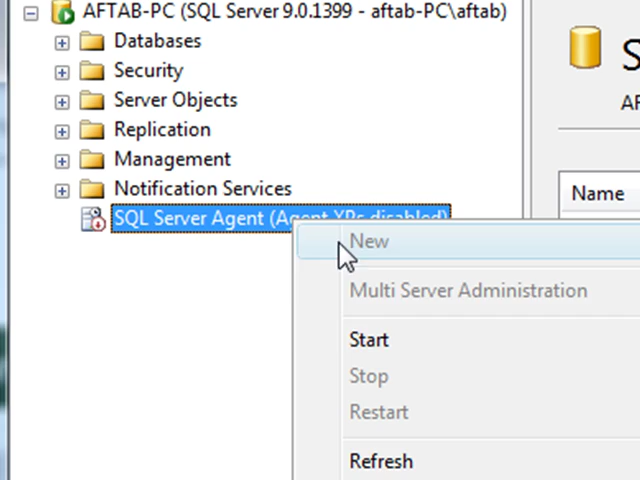 AFTAB-PC (SQL Server 9.0.1399 - aftab-PC\aftab)
Databases
Security
Server Objects
Replication
Management
Notification Services
SQL Server Agent (Agent XPs disabled)
New
Multi Server Administration
Start
Stop
Restart
Refresh
S
AF
Name